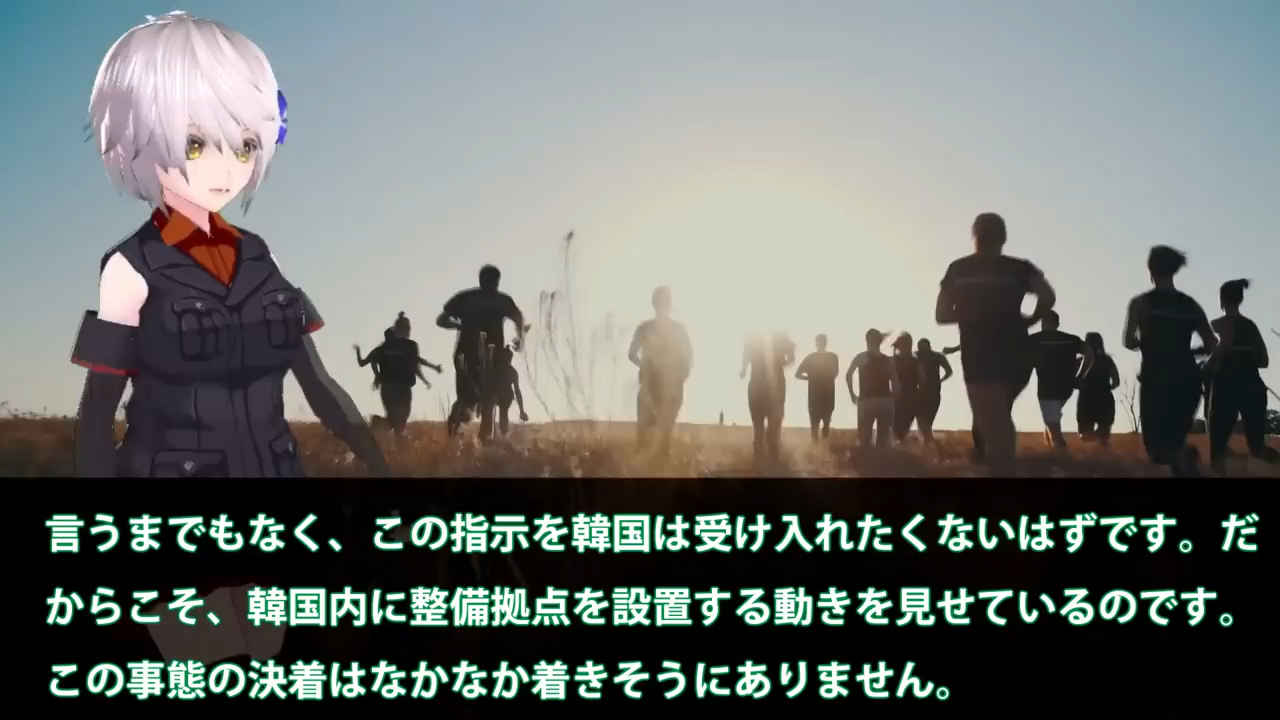 言うまでもなく、この指示を韓国は受け入れたくないはずです。だ
からこそ、韓国内に整備拠点を設置する動きを見せているのです。
この事態の決着はなかなか着きそうにありません。